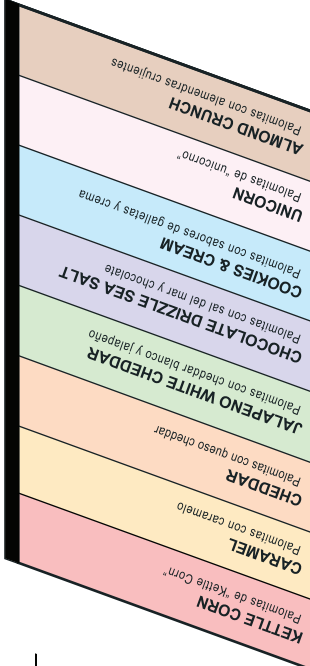 KETTLE CORN
Palomitas de "Kettle Corn"
CARAMEL
Palomitas con caramelo
CHEDDAR
Palomitas con queso cheddar
JALAPENO WHITE CHEDDAR
Palomitas con cheddar blanco y jalapeño
CHOCOLATE DRIZZLE SEA SALT
Palomitas con sal del mar y chocolate
COOKIES & CREAM
Palomitas con sabores de galletas y crema
UNICORN
Palomitas de "unicorno"
ALMOND CRUNCH
Palomitas con alemendras crujientes